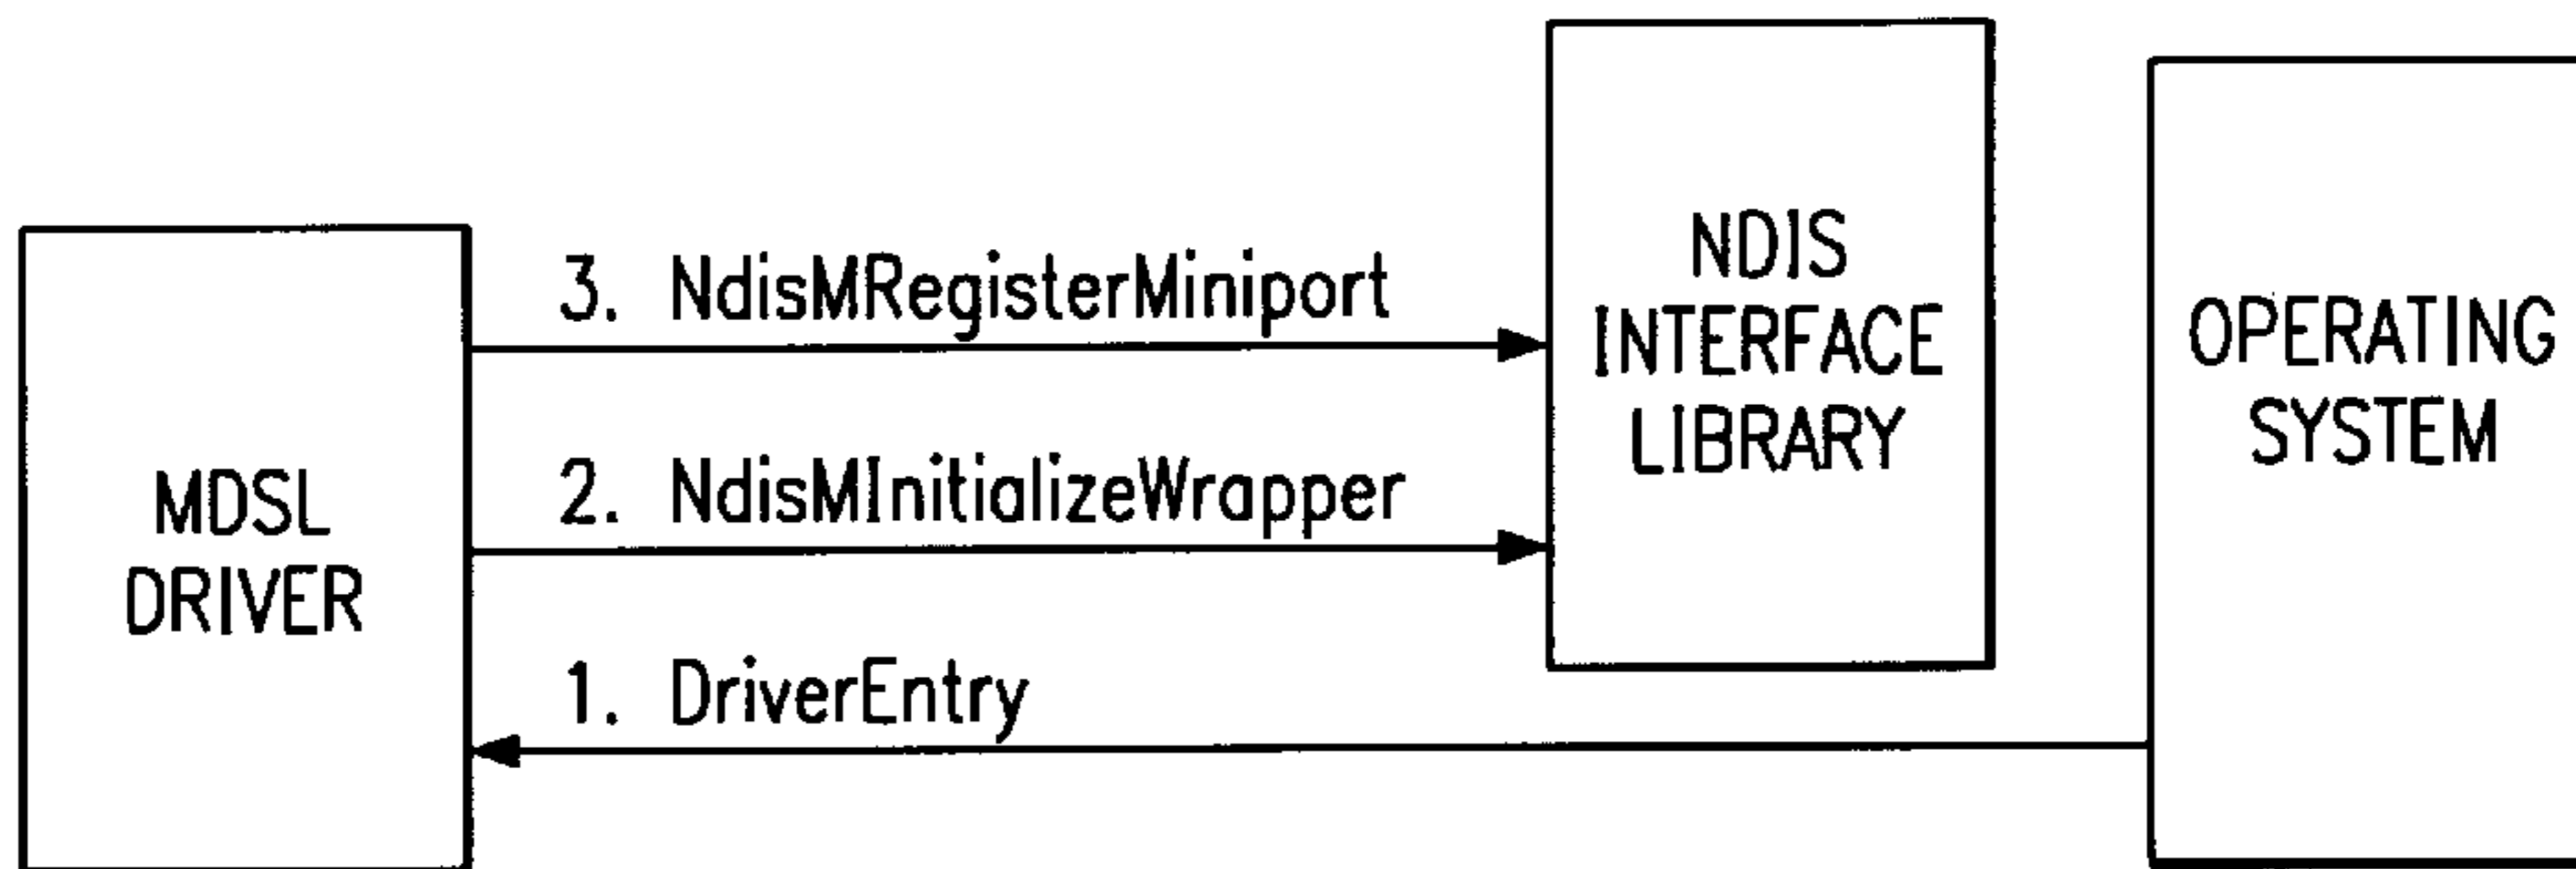 MDSL
DRIVER
3. NdisMRegisterMiniport
2. NdisMInitializeWrapper
1. DriverEntry
NDIS
INTERFACE
LIBRARY
OPERATING
SYSTEM